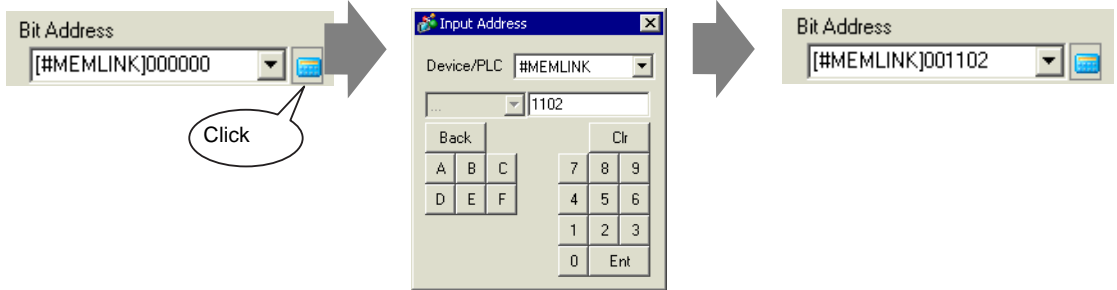 Bit Address
[#MEMLINK]000000
Click
Input Address
Device/PLC #MEMLINK
... 1102
Back Clr
A B C 7 8 9
D E F 4 5 6
1 2 3
0 Ent
Bit Address
[#MEMLINK]001102